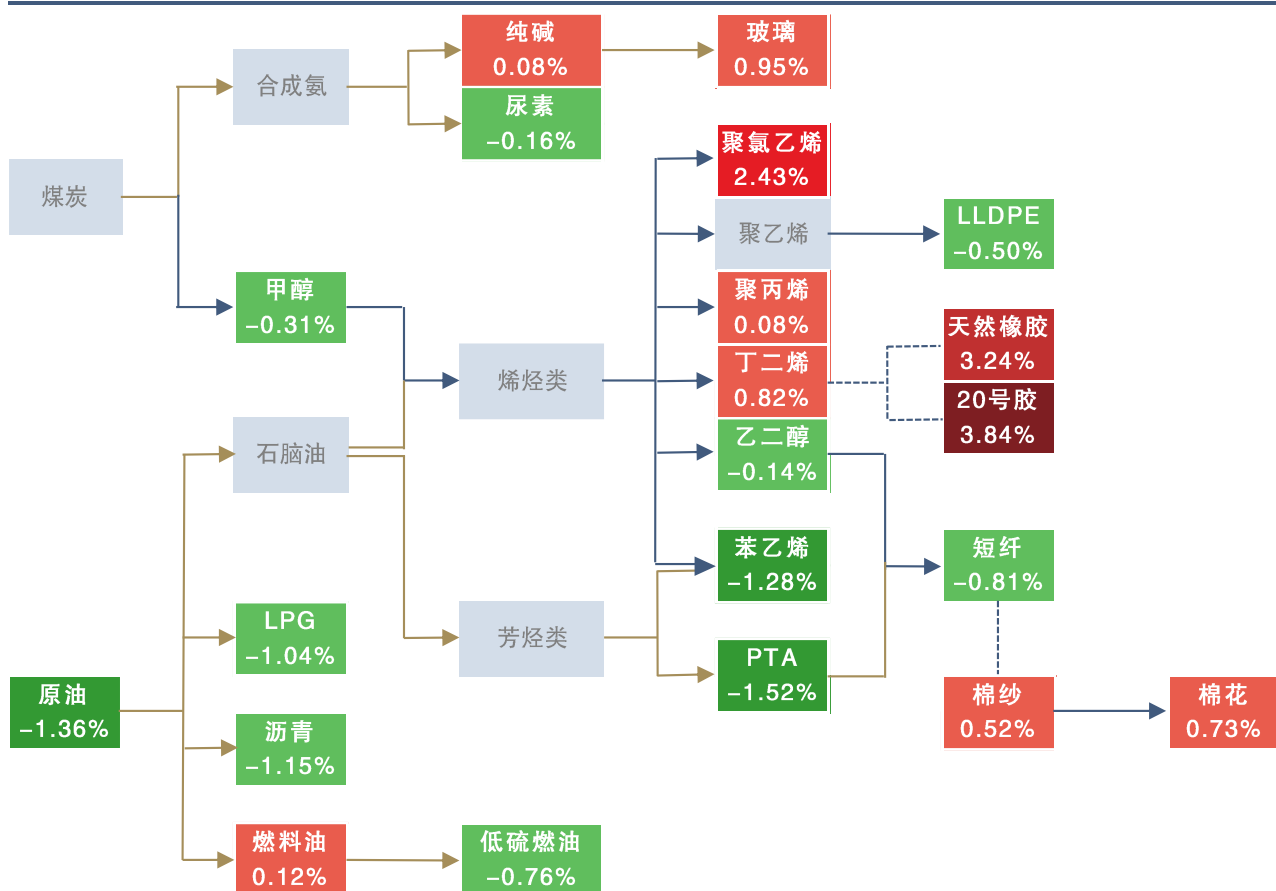 纯碱
0.08%
玻璃
0.95%
合成氨
尿素
-0.16%
聚氯乙烯
2.43%
煤炭
聚乙烯
LLDPE
-0.50%
甲醇
-0.31%
聚丙烯
0.08%
天然橡胶
3.24%
烯烃类
丁二烯
0.82%
20号胶
3.84%
石脑油
乙二醇
-0.14%
苯乙烯
-1.28%
短纤
-0.81%
LPG
-1.04%
芳烃类
PTA
-1.52%
原油
-1.36%
棉纱
0.52%
棉花
0.73%
沥青
-1.15%
燃料油
0.12%
低硫燃油
-0.76%